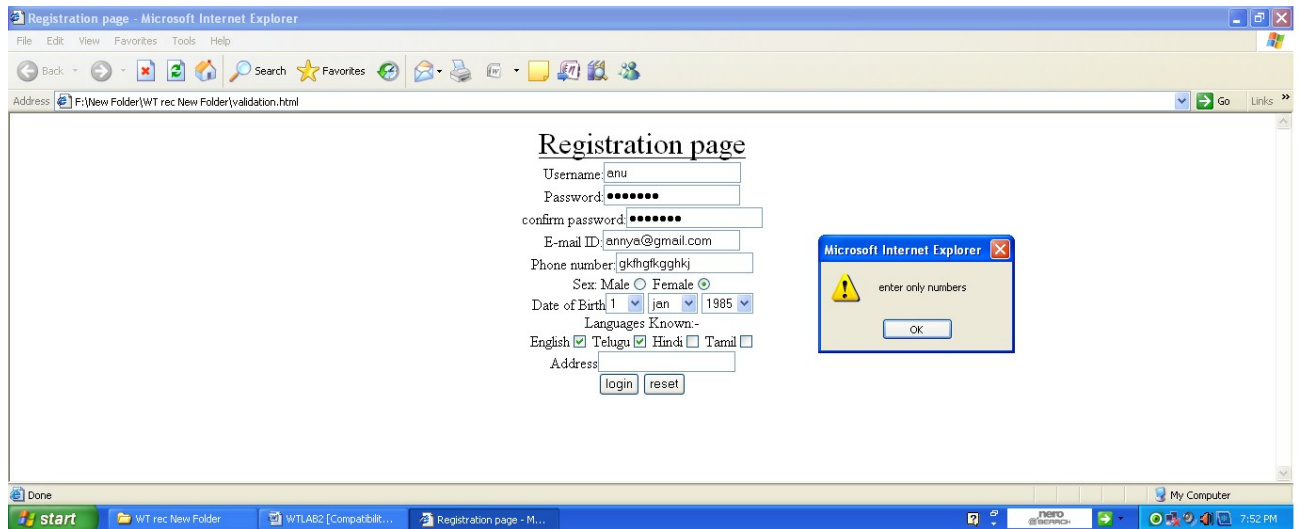 Registration page - Microsoft Internet Explorer
File Edit View Favorites Tools Help
Back Search Favorites
Address F:\New Folder\WT rec New Folder\validation.html Go Links »
Registration page
Username: anu
Password: •••••••
confirm password: •••••••
E-mail ID: annya@gmail.com
Phone number: gkfhgfkgghkj
Sex: Male Female
Date of Birth 1 jan 1985
Languages Known:-
English Telugu Hindi Tamil
Address
login reset
Microsoft Internet Explorer
enter only numbers
OK
Done My Computer
start WT rec New Folder WTLAB2 [Compatibilit... Registration page - M... nero SEARCH 7:52 PM